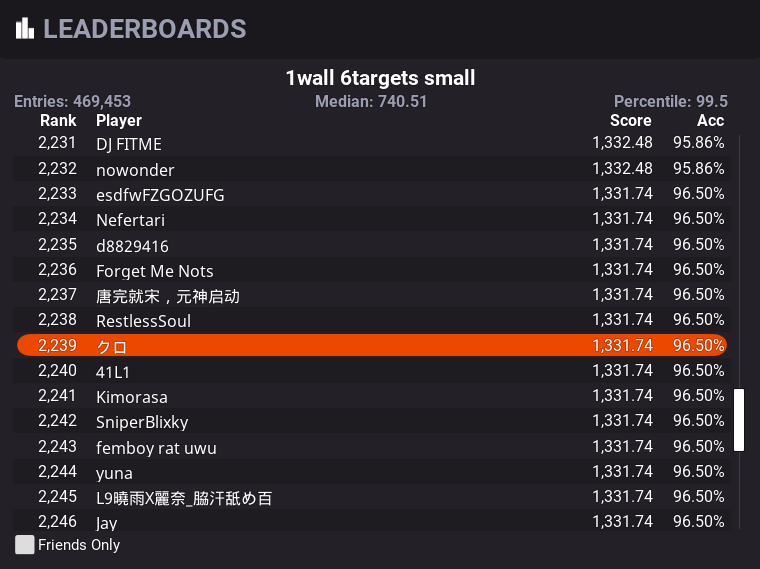 LEADERBOARDS
1wall 6targets small
Entries: 469,453 Median: 740.51 Percentile: 99.5
Rank Player Score Acc
2,231 DJ FITME 1,332.48 95.86%
2,232 nowonder 1,332.48 95.86%
2,233 esdfwFZGOZUFG 1,331.74 96.50%
2,234 Nefertari 1,331.74 96.50%
2,235 d8829416 1,331.74 96.50%
2,236 Forget Me Nots 1,331.74 96.50%
2,237 唐完就宋，元神启动 1,331.74 96.50%
2,238 RestlessSoul 1,331.74 96.50%
2,239 クロ 1,331.74 96.50%
2,240 41L1 1,331.74 96.50%
2,241 Kimorasa 1,331.74 96.50%
2,242 SniperBlixky 1,331.74 96.50%
2,243 femboy rat uwu 1,331.74 96.50%
2,244 yuna 1,331.74 96.50%
2,245 L9曉雨X麗奈_脇汗舐め百 1,331.74 96.50%
2,246 Jay 1,331.74 96.50%
Friends Only